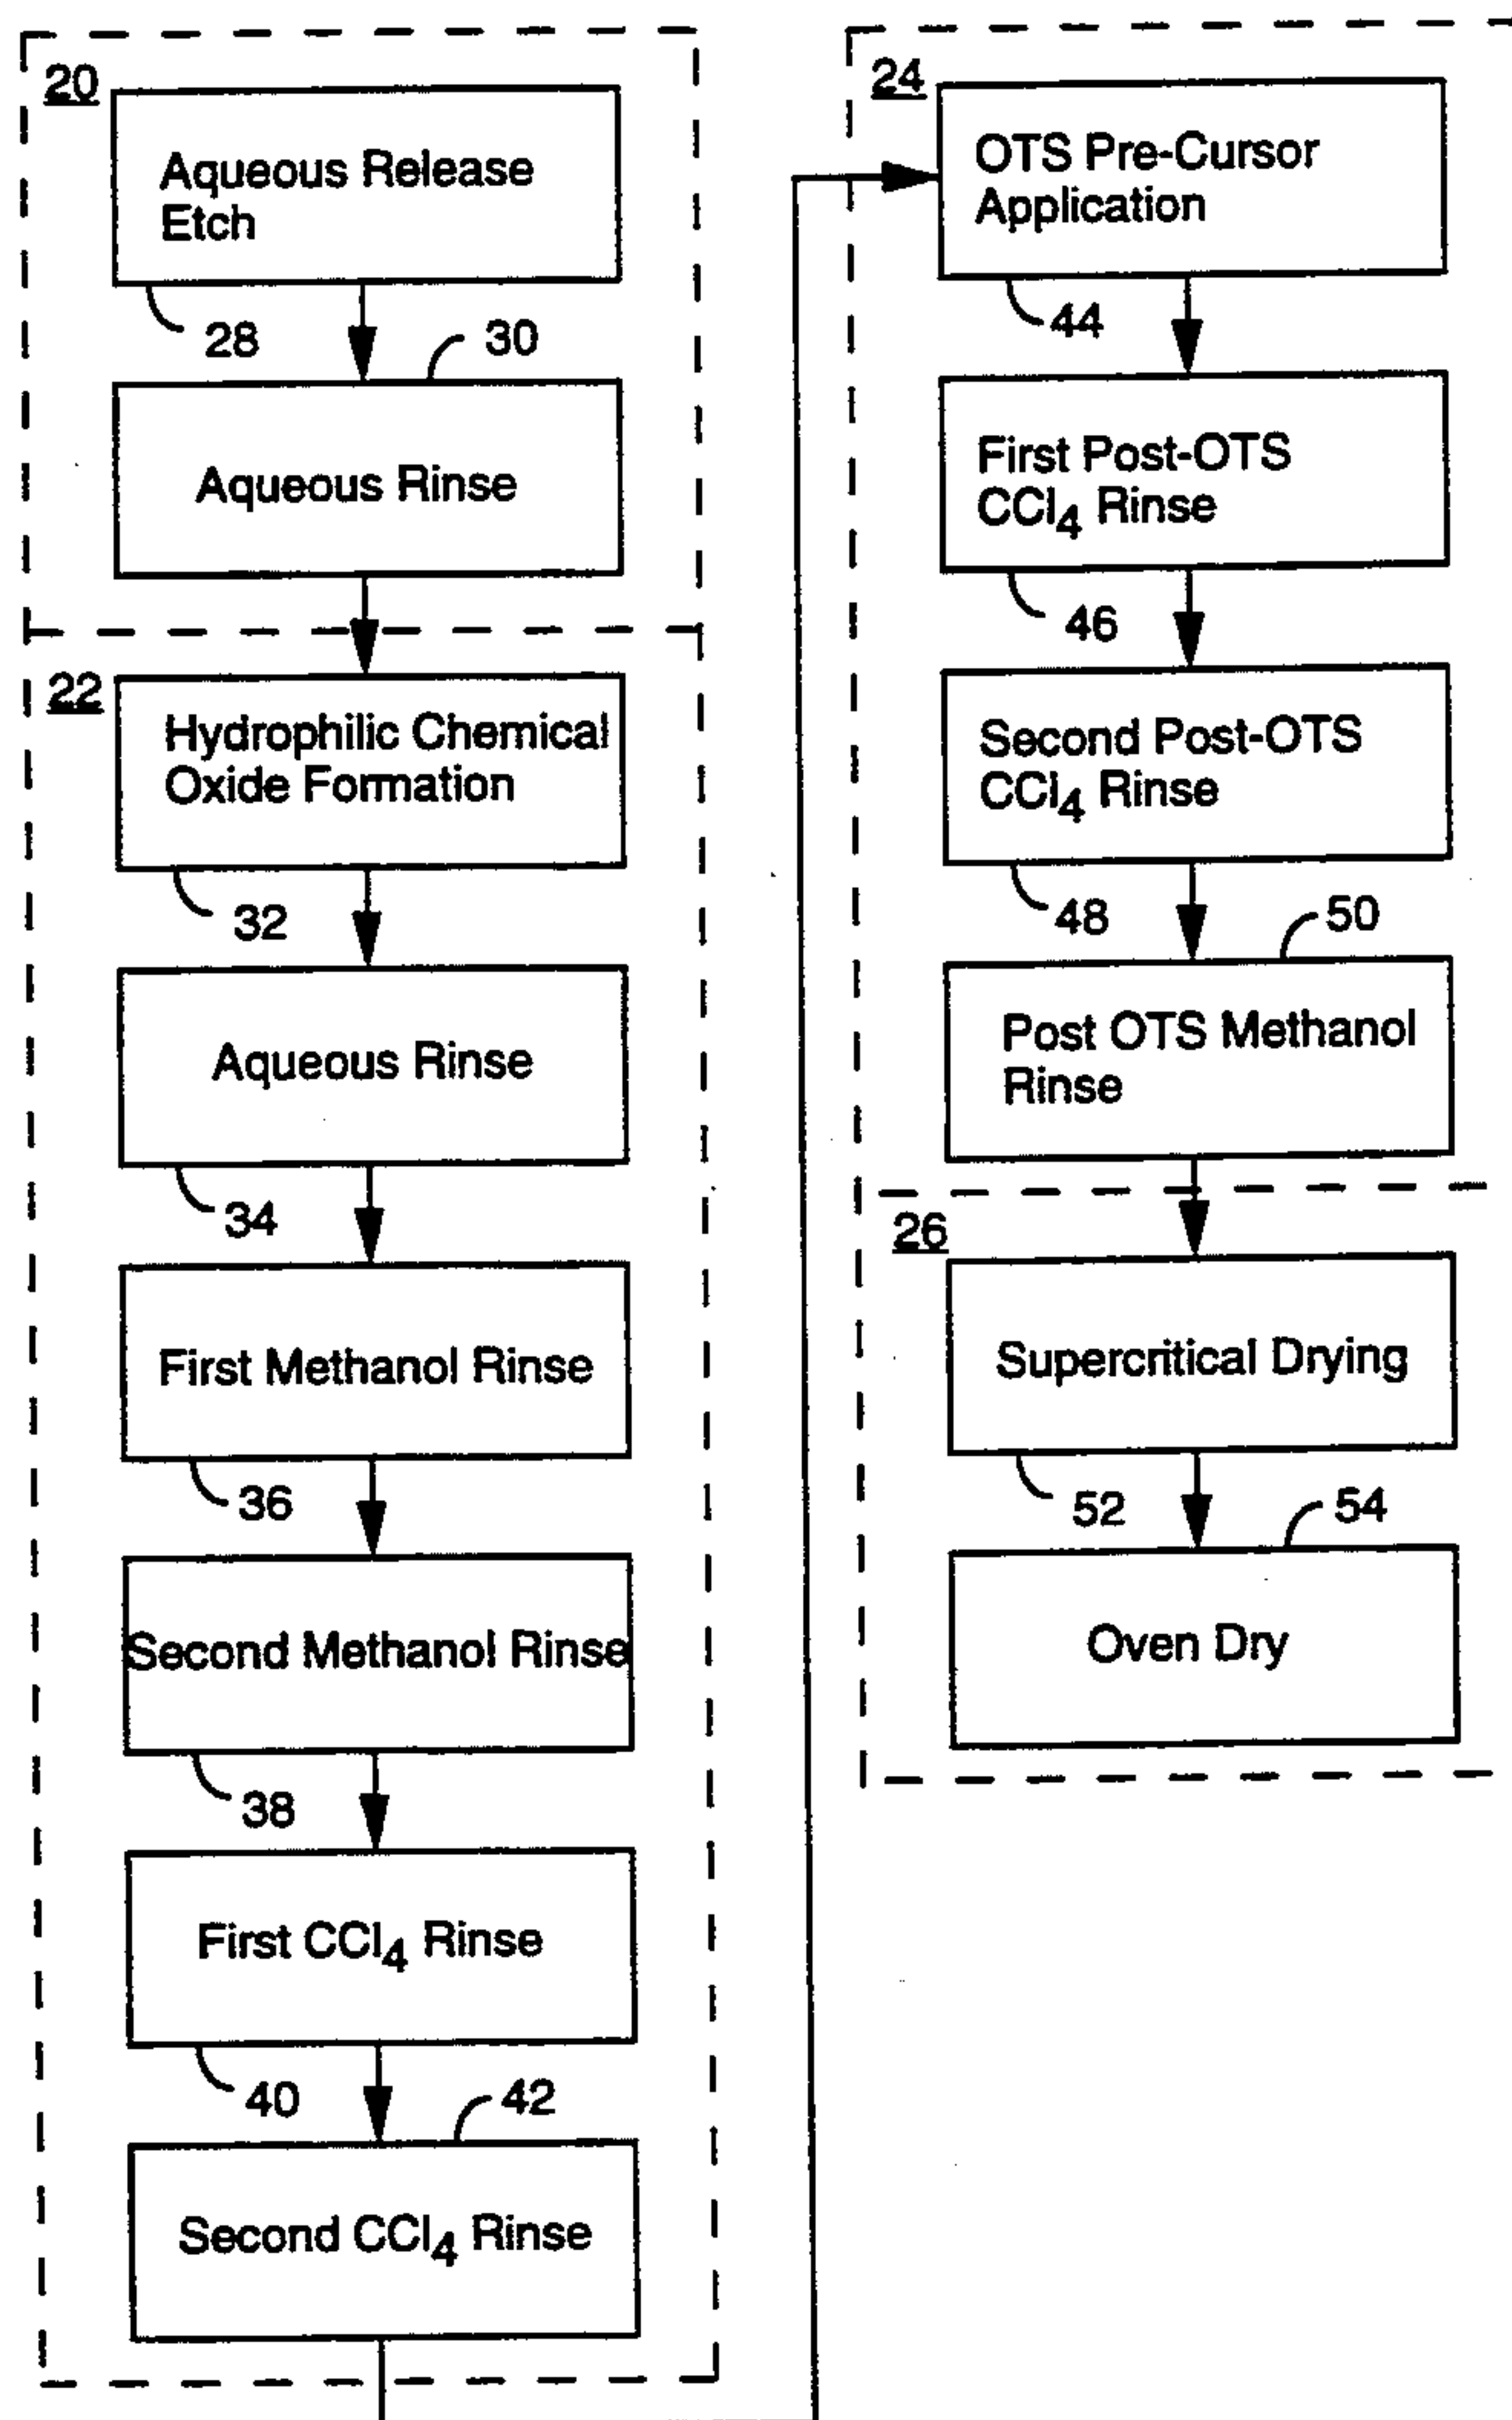 20
Aqueous Release
Etch
28
30
Aqueous Rinse
22
Hydrophilic Chemical
Oxide Formation
32
Aqueous Rinse
34
First Methanol Rinse
36
Second Methanol Rinse
38
First CCl4 Rinse
40
42
Second CCl4 Rinse
24
OTS Pre-Cursor
Application
44
First Post-OTS
CCl4 Rinse
46
Second Post-OTS
CCl4 Rinse
48
50
Post OTS Methanol
Rinse
26
Supercritical Drying
52
54
Oven Dry